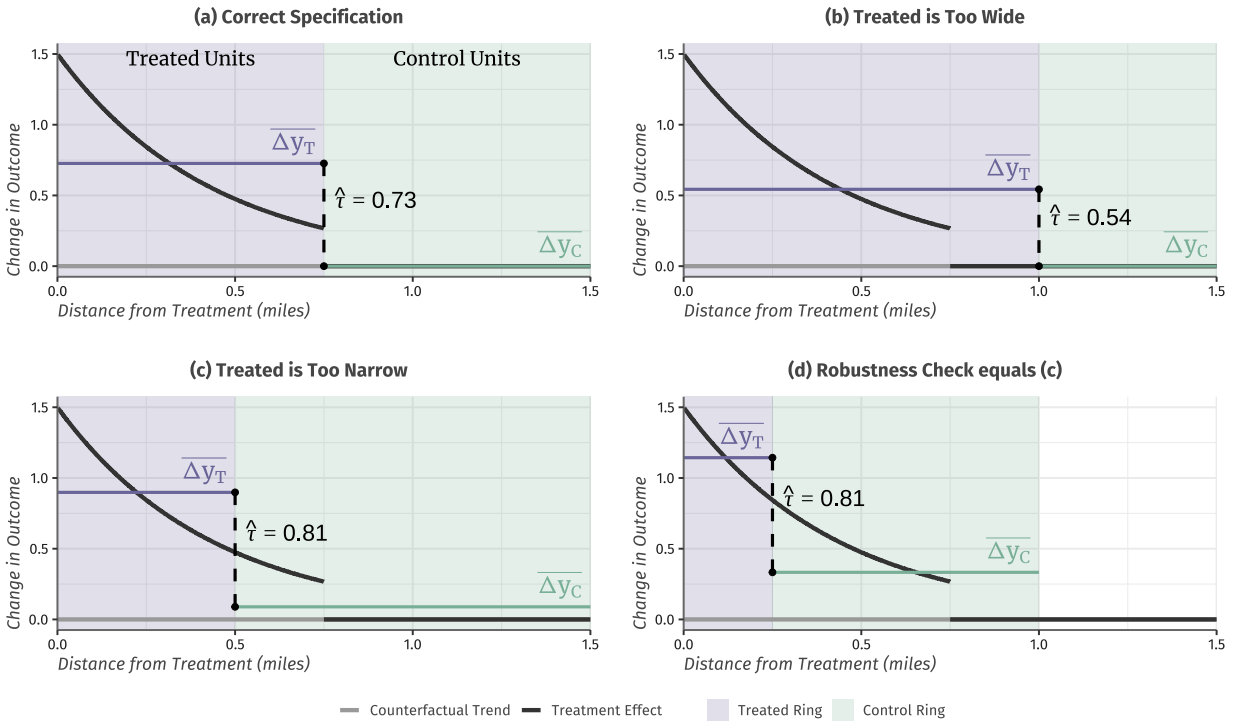 (a) Correct Specification
Change in Outcome
1.5
1.0
0.5
0.0
Treated Units
Control Units
Δy_T
τ̂ = 0.73
Δy_C
0.0 0.5 1.0 1.5
Distance from Treatment (miles)
(b) Treated is Too Wide
Change in Outcome
1.5
1.0
0.5
0.0
Δy_T
τ̂ = 0.54
Δy_C
0.0 0.5 1.0 1.5
Distance from Treatment (miles)
(c) Treated is Too Narrow
Change in Outcome
1.5
1.0
0.5
0.0
Δy_T
τ̂ = 0.81
Δy_C
0.0 0.5 1.0 1.5
Distance from Treatment (miles)
(d) Robustness Check equals (c)
Change in Outcome
1.5
1.0
0.5
0.0
Δy_T
τ̂ = 0.81
Δy_C
0.0 0.5 1.0 1.5
Distance from Treatment (miles)
Counterfactual Trend Treatment Effect Treated Ring Control Ring